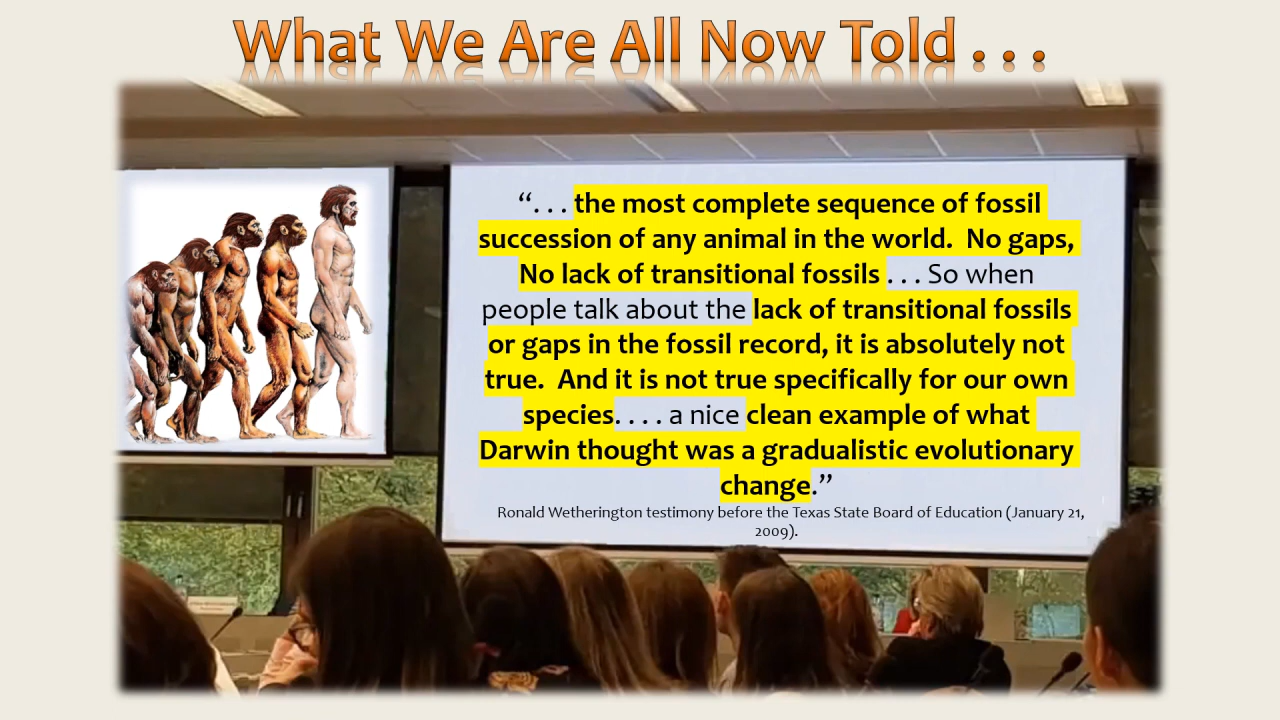 What We Are All Now Told . . .
“. . . the most complete sequence of fossil
succession of any animal in the world.  No gaps,
No lack of transitional fossils . . . So when
people talk about the lack of transitional fossils
or gaps in the fossil record, it is absolutely not
true.  And it is not true specifically for our own
species. . . . a nice clean example of what
Darwin thought was a gradualistic evolutionary
change.”
Ronald Wetherington testimony before the Texas State Board of Education (January 21,
2009).